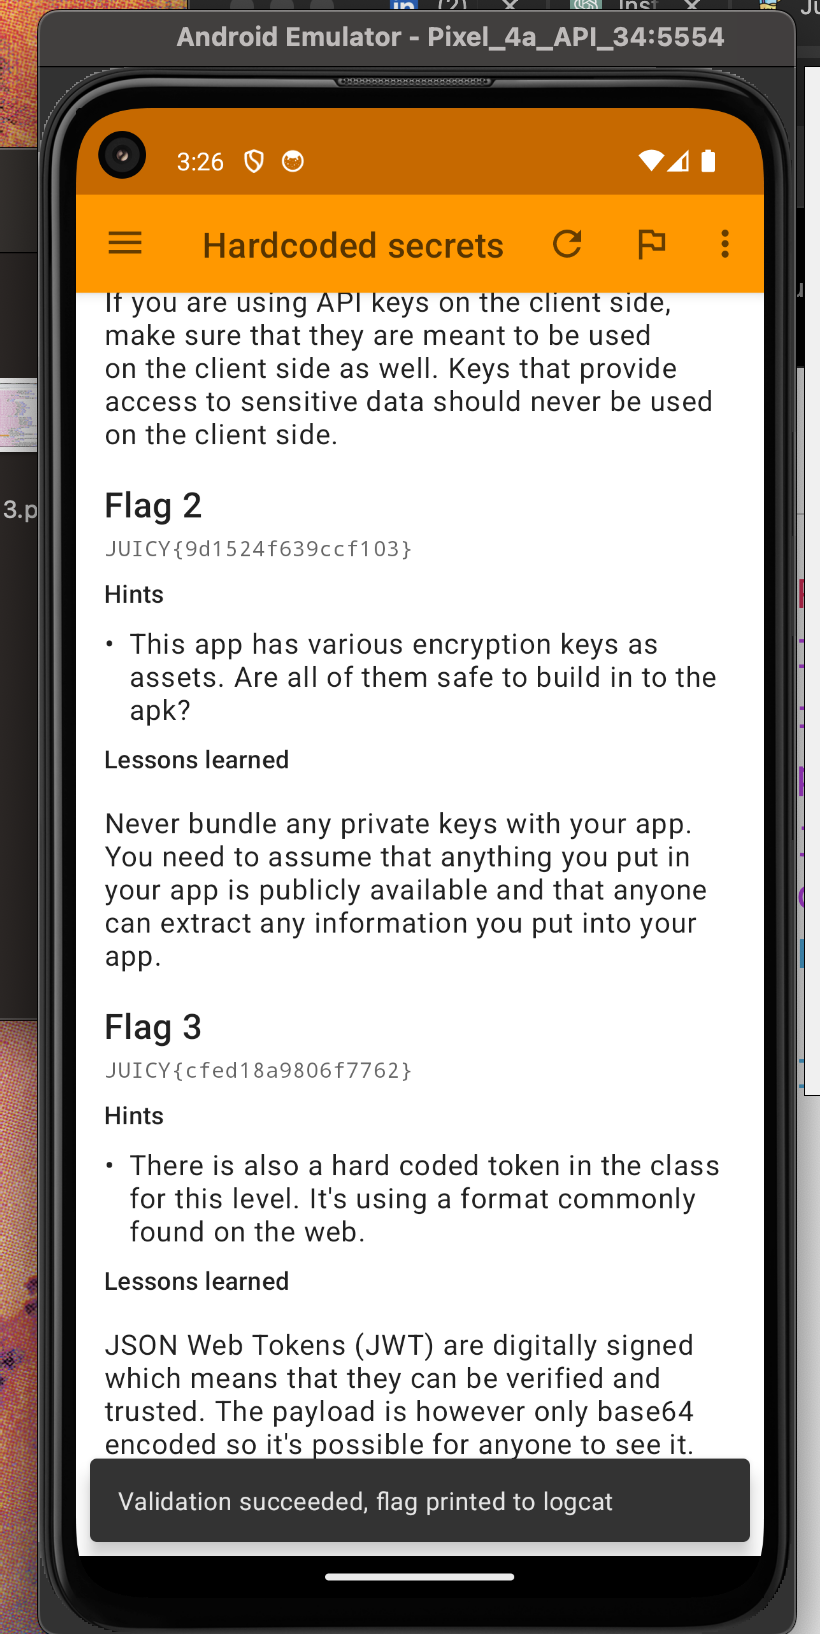 (2)
Inst
Android Emulator - Pixel_4a_API_34:5554
3:26
Hardcoded secrets
If you are using API keys on the client side,
make sure that they are meant to be used
on the client side as well. Keys that provide
access to sensitive data should never be used
on the client side.
Flag 2
JUICY{9d1524f639ccf103}
Hints
• This app has various encryption keys as
assets. Are all of them safe to build in to the
apk?
Lessons learned
Never bundle any private keys with your app.
You need to assume that anything you put in
your app is publicly available and that anyone
can extract any information you put into your
app.
Flag 3
JUICY{cfed18a9806f7762}
Hints
• There is also a hard coded token in the class
for this level. It's using a format commonly
found on the web.
Lessons learned
JSON Web Tokens (JWT) are digitally signed
which means that they can be verified and
trusted. The payload is however only base64
encoded so it's possible for anyone to see it.
Validation succeeded, flag printed to logcat
3.p